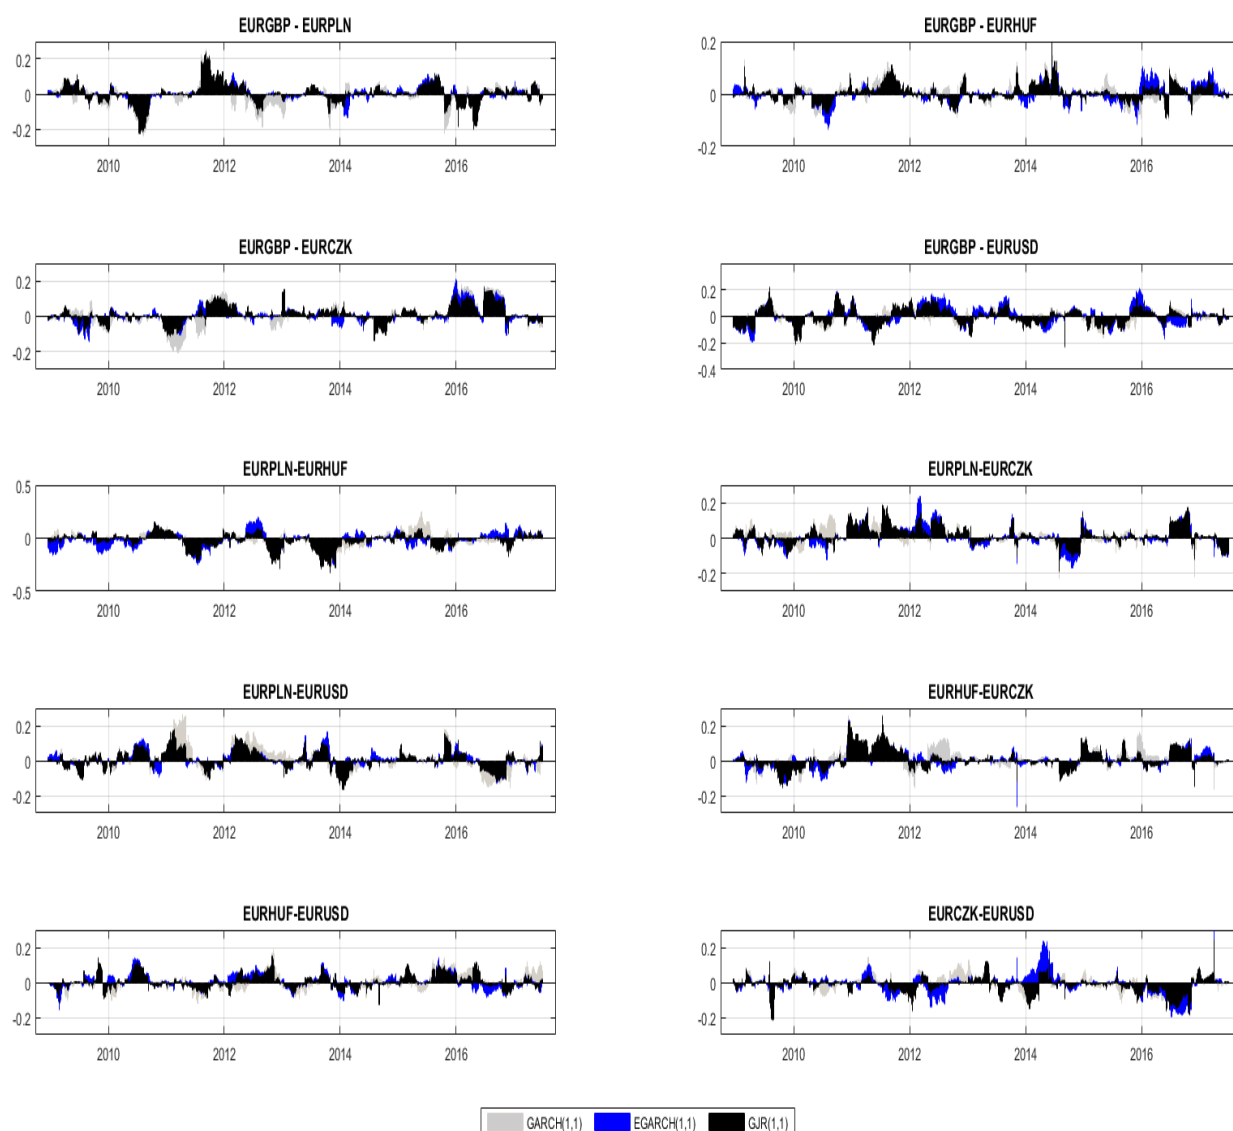 EURGBP - EURPLN
0.2
0
-0.2
2010 2012 2014 2016
EURGBP - EURHUF
0.2
0
-0.2
2010 2012 2014 2016
EURGBP - EURCZK
0.2
0
-0.2
2010 2012 2014 2016
EURGBP - EURUSD
0.2
0
-0.2
-0.4
2010 2012 2014 2016
EURPLN-EURHUF
0.5
0
-0.5
2010 2012 2014 2016
EURPLN-EURCZK
0.2
0
-0.2
2010 2012 2014 2016
EURPLN-EURUSD
0.2
0
-0.2
2010 2012 2014 2016
EURHUF-EURCZK
0.2
0
-0.2
2010 2012 2014 2016
EURHUF-EURUSD
0.2
0
-0.2
2010 2012 2014 2016
EURCZK-EURUSD
0.2
0
-0.2
2010 2012 2014 2016
GARCH(1,1) EGARCH(1,1) GJR(1,1)